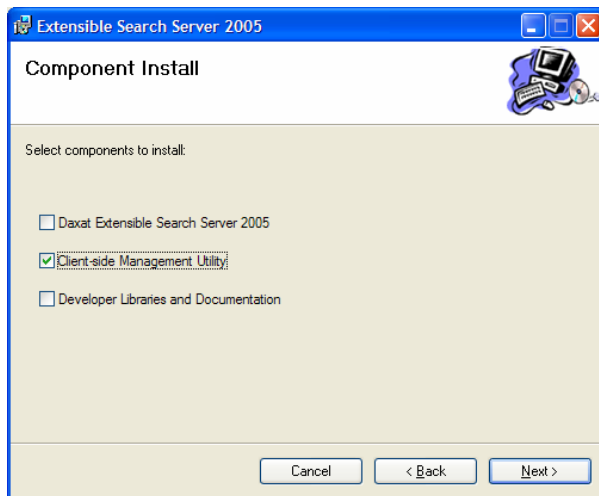 Extensible Search Server 2005
Component Install
Select components to install:
Daxat Extensible Search Server 2005
Client-side Management Utility
Developer Libraries and Documentation
Cancel
< Back
Next >